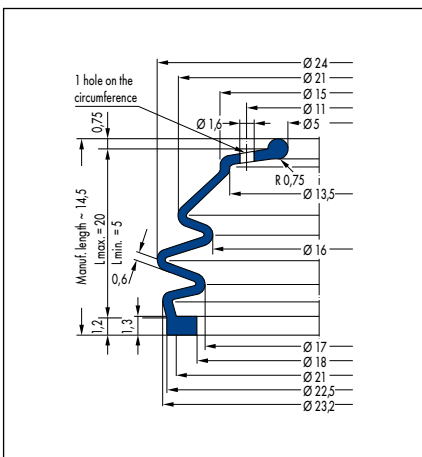 Ø 24
Ø 21
1 hole on the
circumference
Ø 15
Ø 11
Ø 1,6
Ø 5
0,75
R 0,75
Ø 13,5
Manuf. length ~ 14,5
L max. = 20
L min. = 5
Ø 16
0,6
1,2
1,3
Ø 17
Ø 18
Ø 21
Ø 22,5
Ø 23,2